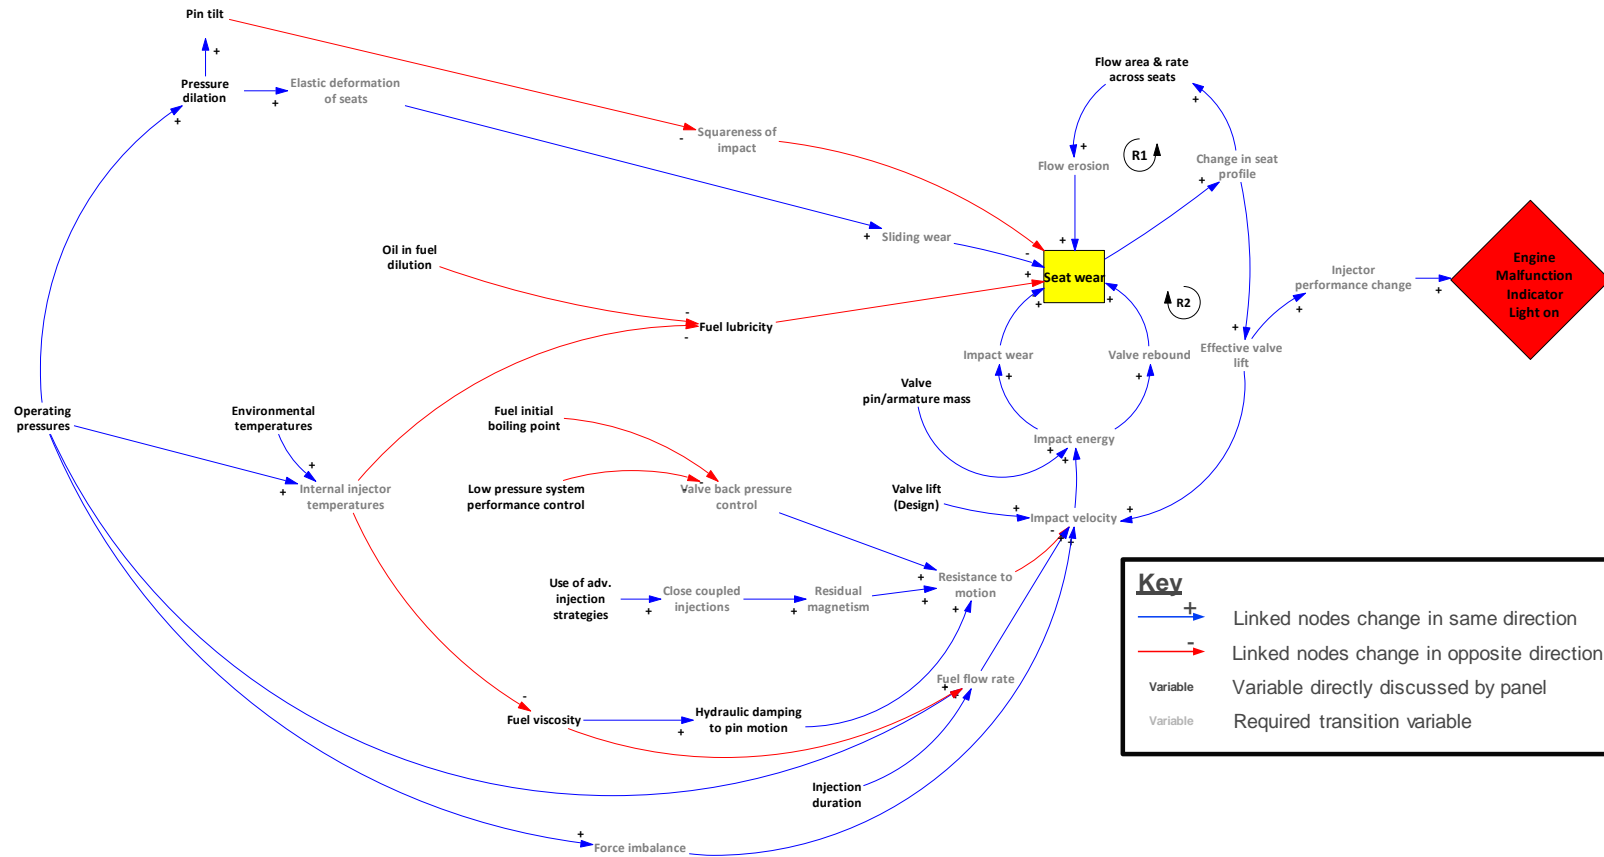 Pin tilt
Flow area & rate
across seats
Pressure
dilation
Elastic deformation
of seats
Squareness of
impact
R1
Flow erosion
Change in seat
profile
Sliding wear
Oil in fuel
dilution
Seat wear
Engine
Malfunction
Indicator
Light on
Injector
performance change
R2
Fuel lubricity
Impact wear
Valve rebound
Effective valve
lift
Valve
pin/armature mass
Operating
pressures
Environmental
temperatures
Fuel initial
boiling point
Impact energy
Internal injector
temperatures
Low pressure system
performance control
Valve back pressure
control
Valve lift
(Design)
Impact velocity
Use of adv.
injection
strategies
Close coupled
injections
Residual
magnetism
Resistance to
motion
Fuel flow rate
Fuel viscosity
Hydraulic damping
to pin motion
Injection
duration
Force imbalance
Key
+
Linked nodes change in same direction
-
Linked nodes change in opposite direction
Variable Variable directly discussed by panel
Variable Required transition variable